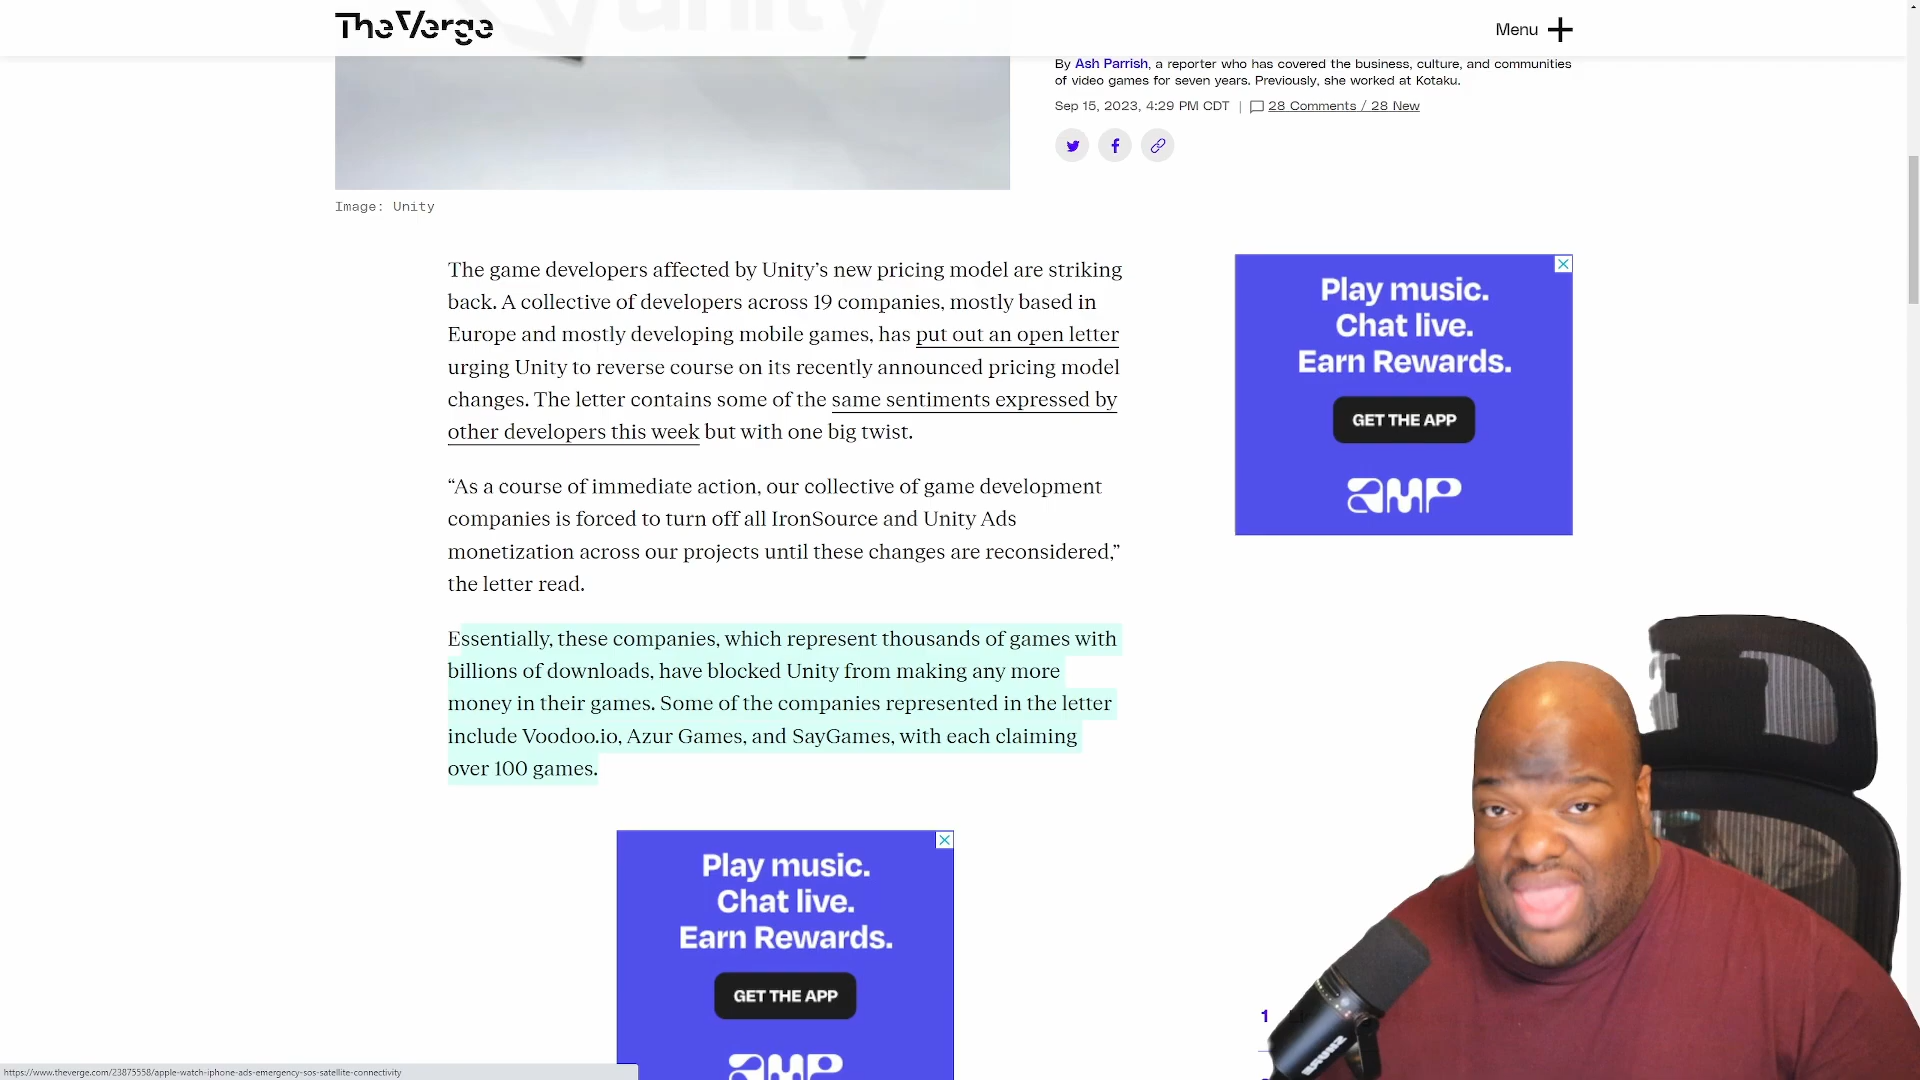 The Verge
Menu
unity
By Ash Parrish, a reporter who has covered the business, culture, and communities
of video games for seven years. Previously, she worked at Kotaku.
Sep 15, 2023, 4:29 PM CDT | 28 Comments / 28 New
Image: Unity
The game developers affected by Unity’s new pricing model are striking
back. A collective of developers across 19 companies, mostly based in
Europe and mostly developing mobile games, has put out an open letter
urging Unity to reverse course on its recently announced pricing model
changes. The letter contains some of the same sentiments expressed by
other developers this week but with one big twist.
“As a course of immediate action, our collective of game development
companies is forced to turn off all IronSource and Unity Ads
monetization across our projects until these changes are reconsidered,”
the letter read.
Essentially, these companies, which represent thousands of games with
billions of downloads, have blocked Unity from making any more
money in their games. Some of the companies represented in the letter
include Voodoo.io, Azur Games, and SayGames, with each claiming
over 100 games.
Play music.
Chat live.
Earn Rewards.
GET THE APP
amp
Play music.
Chat live.
Earn Rewards.
GET THE APP
amp
1
SHURE
https://www.theverge.com/23875558/apple-watch-iphone-ads-emergency-sos-satellite-connectivity